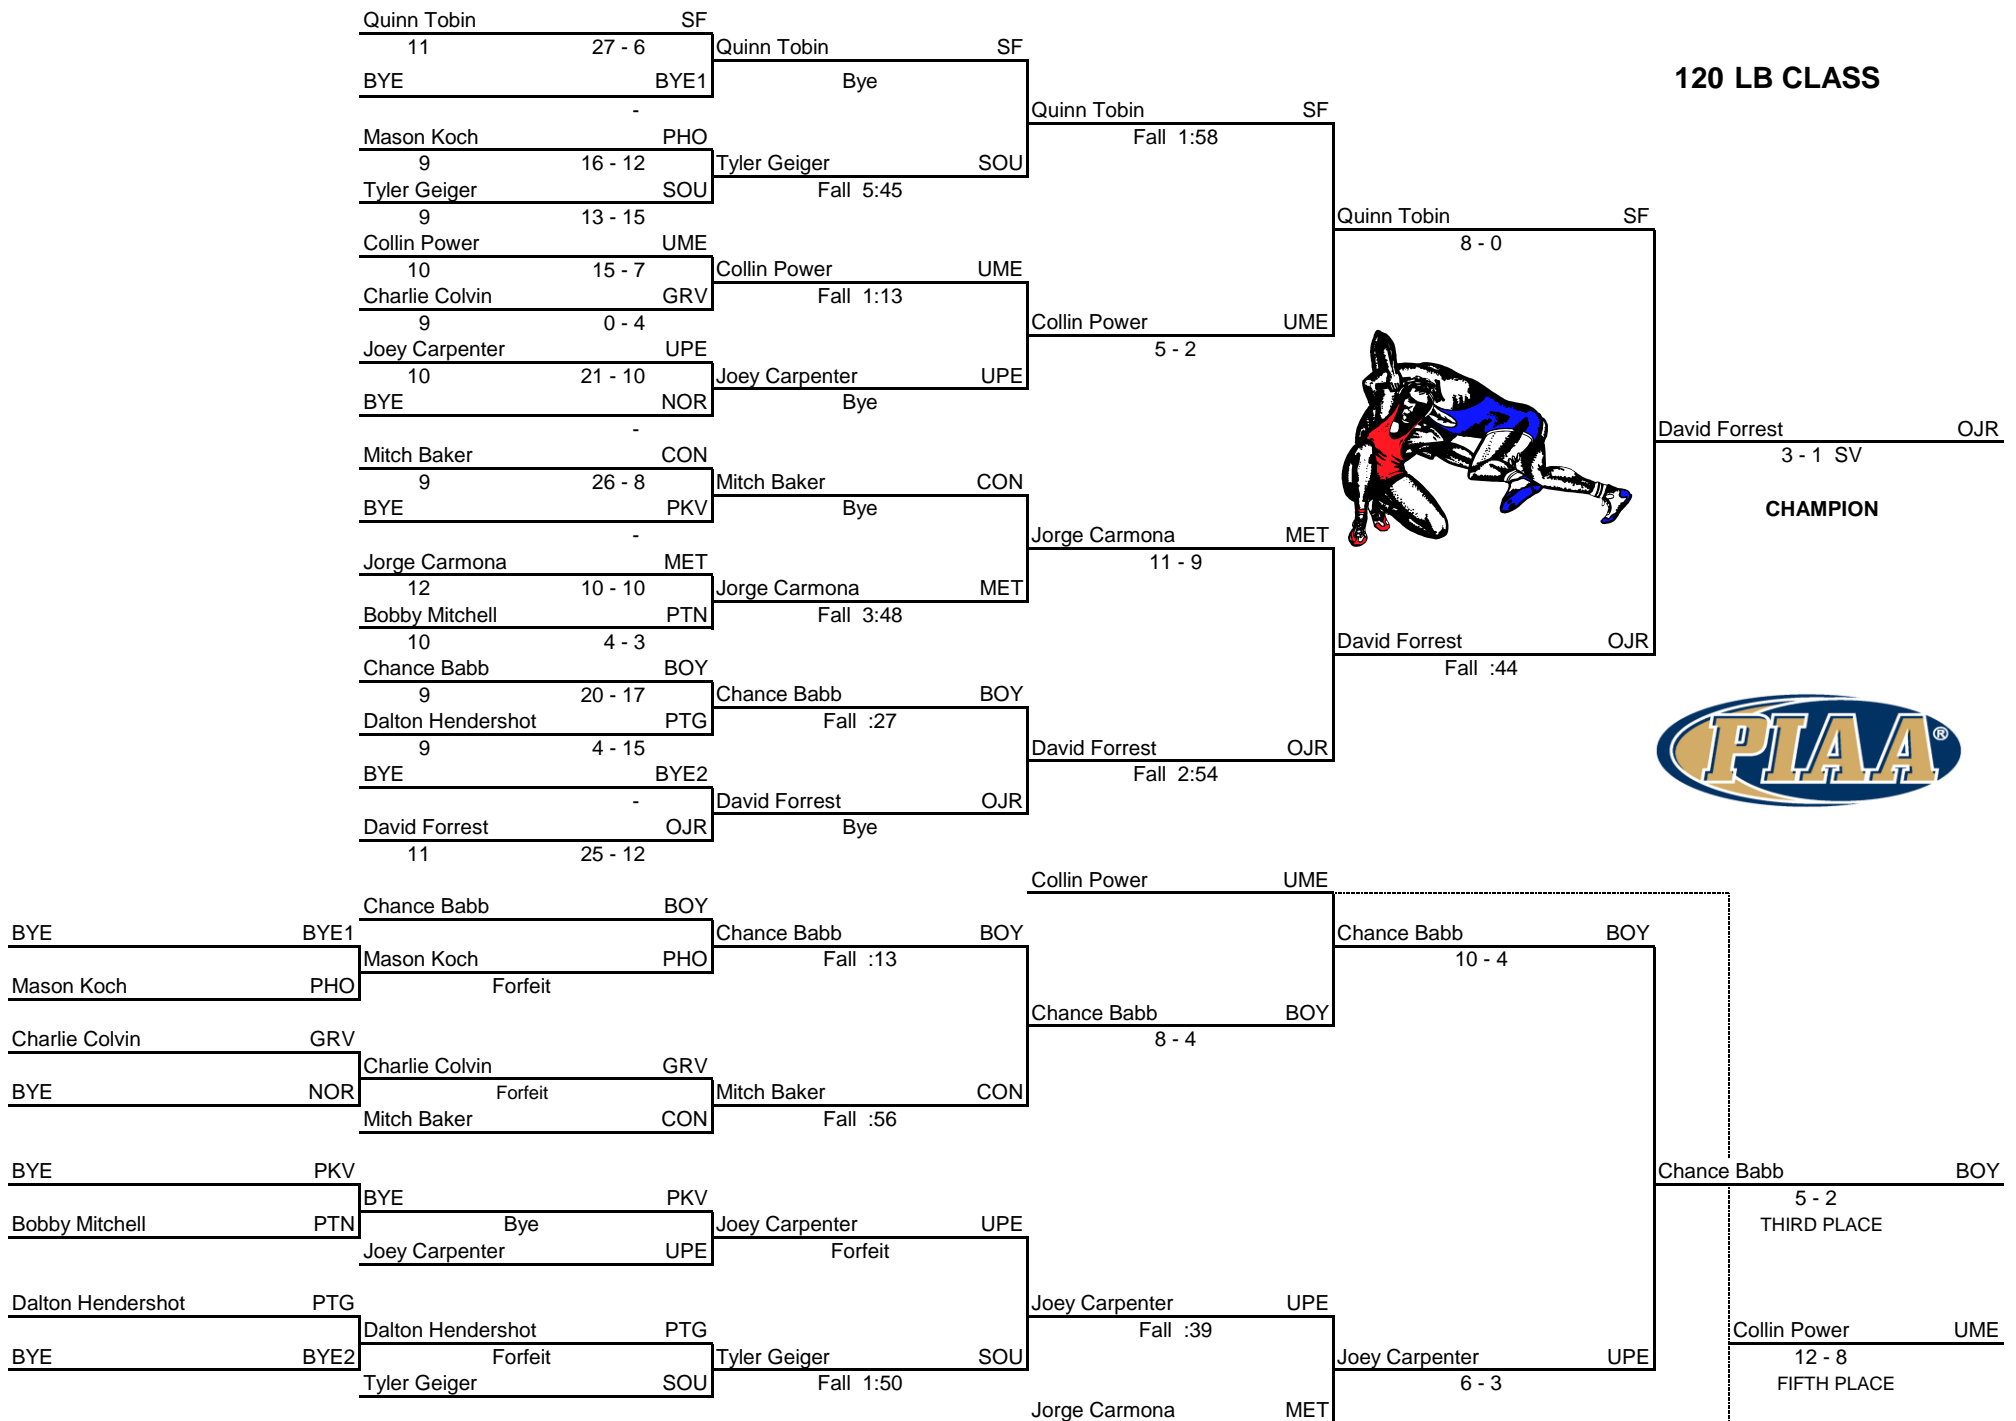 Quinn Tobin SF
11 27 - 6 Quinn Tobin SF
BYE BYE1 Bye
120 LB CLASS
-
Quinn Tobin SF
Mason Koch PHO Fall 1:58
9 16 - 12 Tyler Geiger SOU
Tyler Geiger SOU Fall 5:45
9 13 - 15 Quinn Tobin SF
Collin Power UME 8 - 0
10 15 - 7 Collin Power UME
Charlie Colvin GRV Fall 1:13
9 0 - 4 Collin Power UME
Joey Carpenter UPE 5 - 2
10 21 - 10 Joey Carpenter UPE
BYE NOR Bye
- David Forrest OJR
Mitch Baker CON 3 - 1 SV
9 26 - 8 Mitch Baker CON
BYE PKV Bye CHAMPION
- Jorge Carmona MET
Jorge Carmona MET 11 - 9
12 10 - 10 Jorge Carmona MET
Bobby Mitchell PTN Fall 3:48
10 4 - 3 David Forrest OJR
Chance Babb BOY Fall :44
9 20 - 17 Chance Babb BOY
Dalton Hendershot PTG Fall :27
PIAA®
9 4 - 15 David Forrest OJR
BYE BYE2 Fall 2:54
- David Forrest OJR
David Forrest OJR Bye
11 25 - 12
Collin Power UME
Chance Babb BOY
BYE BYE1 Chance Babb BOY Chance Babb BOY
Mason Koch PHO Fall :13 10 - 4
Mason Koch PHO Forfeit
Chance Babb BOY
Charlie Colvin GRV 8 - 4
Charlie Colvin GRV
BYE NOR Forfeit Mitch Baker CON
Mitch Baker CON Fall :56
BYE PKV Chance Babb BOY
BYE PKV 5 - 2
Bobby Mitchell PTN Bye Joey Carpenter UPE THIRD PLACE
Joey Carpenter UPE Forfeit
Dalton Hendershot PTG Joey Carpenter UPE
Dalton Hendershot PTG Fall :39 Collin Power UME
BYE BYE2 Forfeit Tyler Geiger SOU Joey Carpenter UPE 12 - 8
Tyler Geiger SOU Fall 1:50 6 - 3 FIFTH PLACE
Jorge Carmona MET